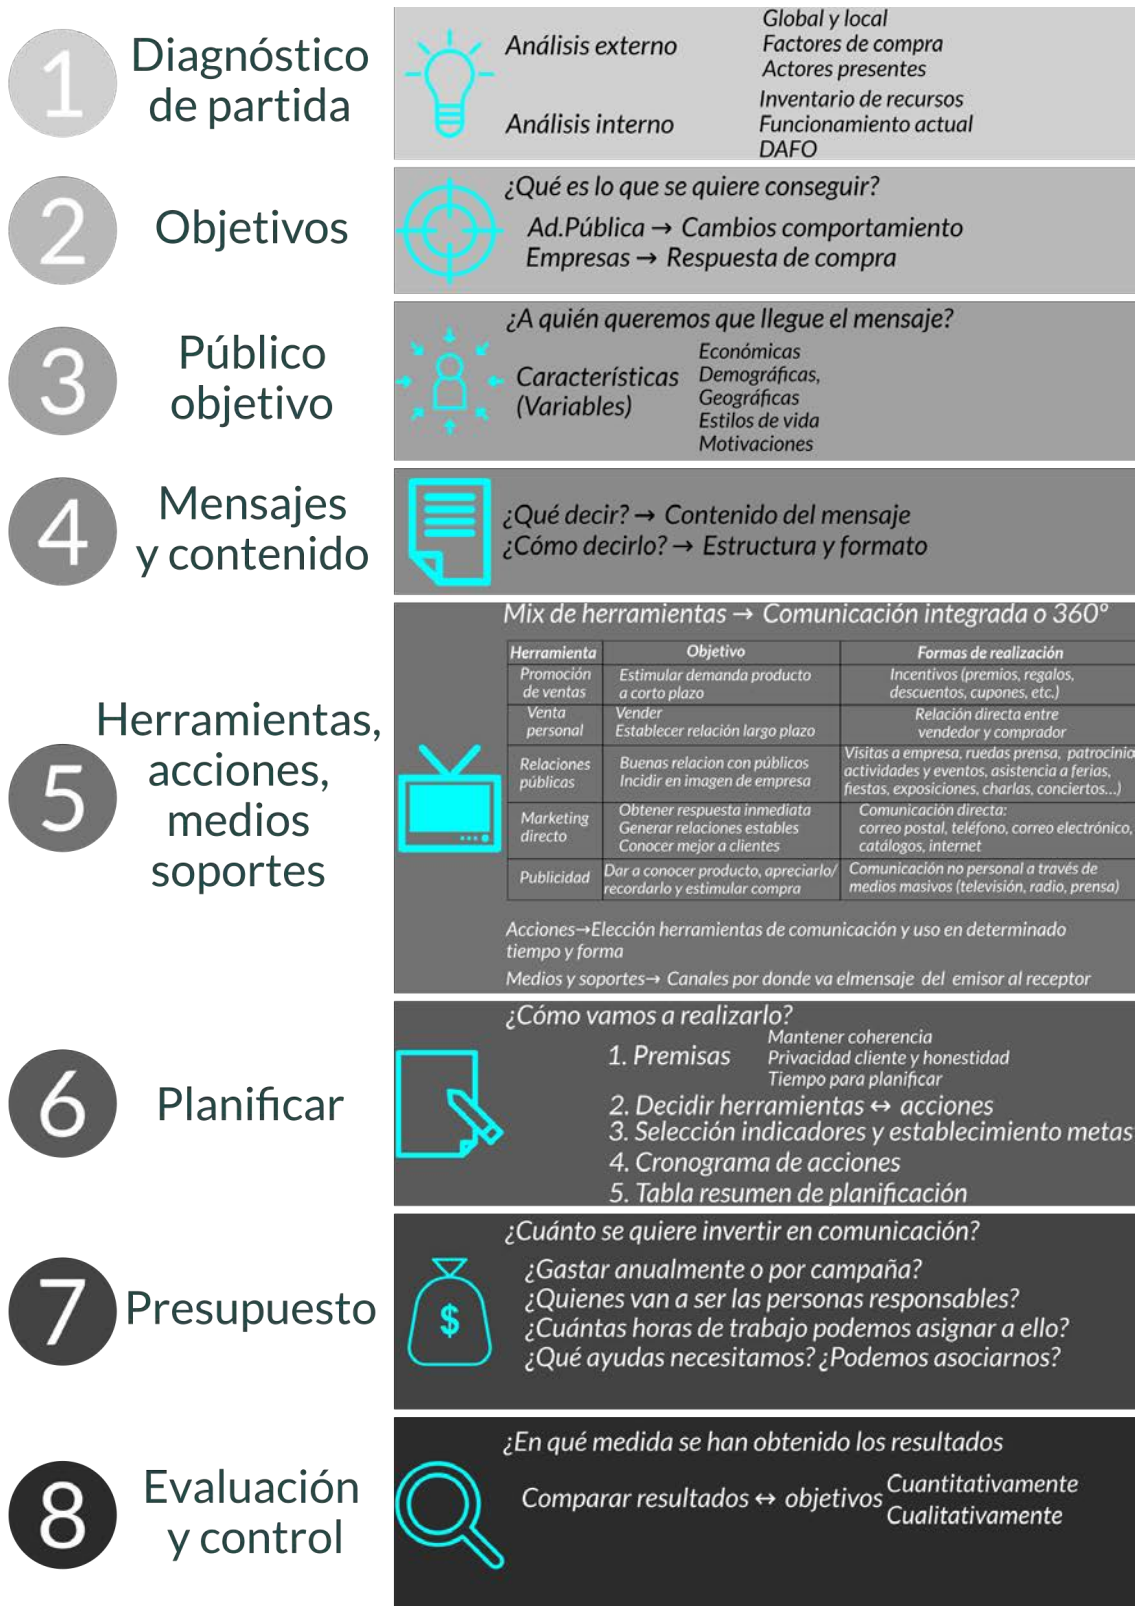 1
Diagnóstico
de partida
Análisis externo
Global y local
Factores de compra
Actores presentes
Análisis interno
Inventario de recursos
Funcionamiento actual
DAFO
2
Objetivos
¿Qué es lo que se quiere conseguir?
Ad.Pública → Cambios comportamiento
Empresas → Respuesta de compra
3
Público
objetivo
¿A quién queremos que llegue el mensaje?
Característicás
(Variables)
Económicas
Demográficas,
Geográficas
Estilos de vida
Motivaciones
4
Mensajes
y contenido
¿Qué decir? → Contenido del mensaje
¿Cómo decirlo? → Estructura y formato
5
Herramientas,
acciones,
medios
soportes
Mix de herramientas → Comunicación integrada o 360º
Herramienta Objetivo Formas de realización
Promoción
de ventas
Estimular demanda producto
a corto plazo
Incentivos (premios, regalos,
descuentos, cupones, etc.)
Venta
personal
Vender
Establecer relación largo plazo
Relación directa entre
vendedor y comprador
Relaciones
públicas
Buenas relacion con públicos
Incidir en imagen de empresa
Visitas a empresa, ruedas prensa, patrocinio
actividades y eventos, asistencia a ferias,
fiestas, exposiciones, charlas, conciertos...)
Marketing
directo
Obtener respuesta inmediata
Generar relaciones estables
Conocer mejor a clientes
Comunicación directa:
correo postal, teléfono, correo electrónico,
catálogos, internet
Publicidad
Dar a conocer producto, apreciarlo/
recordarlo y estimular compra
Comunicación no personal a través de
medios masivos (televisión, radio, prensa)
Acciones→Elección herramientas de comunicación y uso en determinado
tiempo y forma
Medios y soportes→ Canales por donde va elmensaje del emisor al receptor
6
Planificar
¿Cómo vamos a realizarlo?
1. Premisas
Mantener coherencia
Privacidad cliente y honestidad
Tiempo para planificar
2. Decidir herramientas ↔ acciones
3. Selección indicadores y establecimiento metas
4. Cronograma de acciones
5. Tabla resumen de planificación
7
Presupuesto
$
¿Cuánto se quiere invertir en comunicación?
¿Gastar anualmente o por campaña?
¿Quienes van a ser las personas responsables?
¿Cuántas horas de trabajo podemos asignar a ello?
¿Qué ayudas necesitamos? ¿Podemos asociarnos?
8
Evaluación
y control
¿En qué medida se han obtenido los resultados
Comparar resultados ↔ objetivos
Cuantitativamente
Cualitativamente